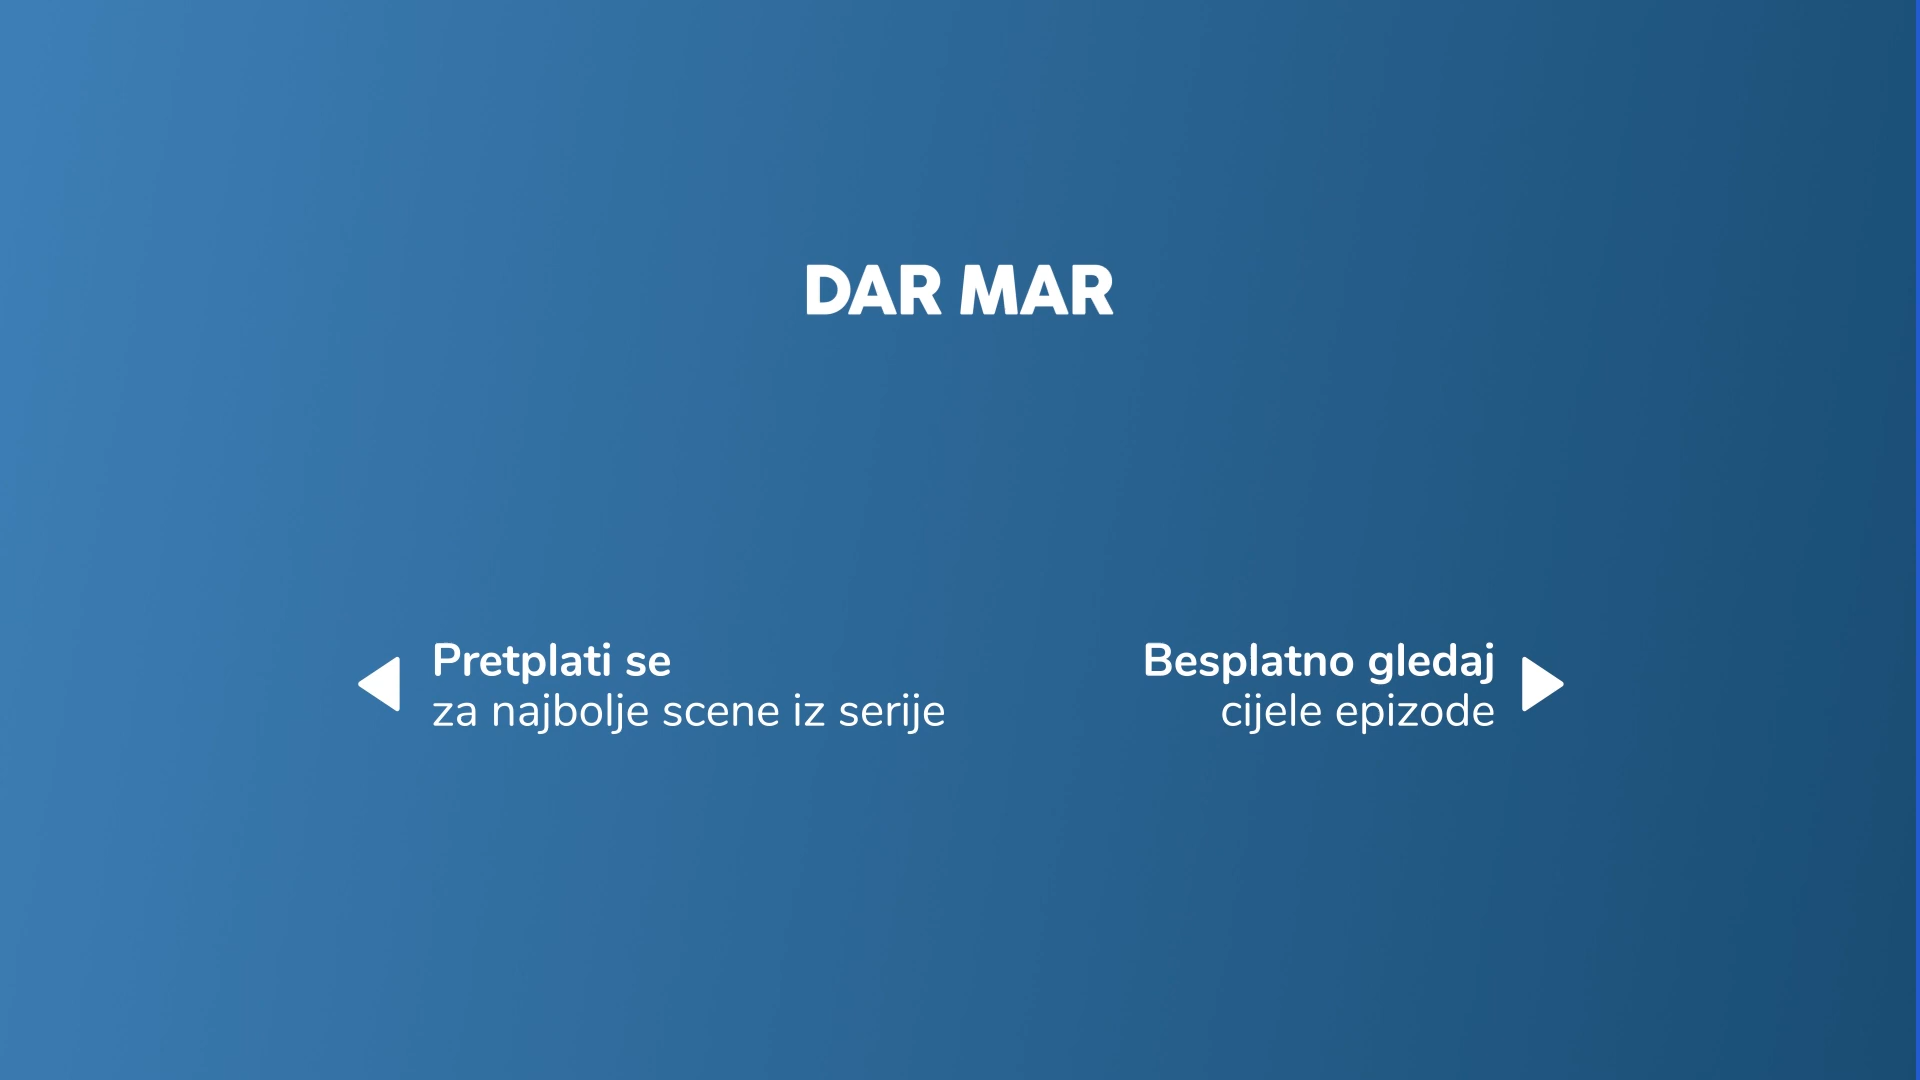 DAR MAR
Pretplati se
za najbolje scene iz serije
Besplatno gledaj
cijele epizode